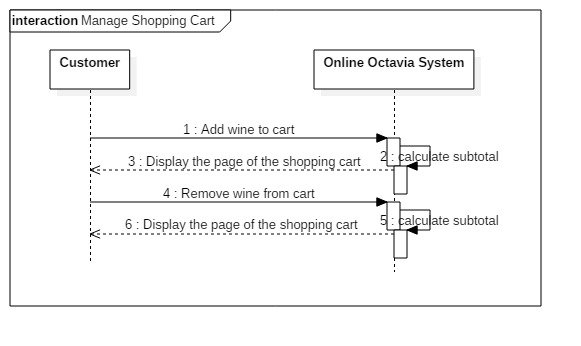 interaction Manage Shopping Cart
Customer
Online Octavia System
1 : Add wine to cart
2 : calculate subtotal
3 : Display the page of the shopping cart
4 : Remove wine from cart
5 : calculate subtotal
6 : Display the page of the shopping cart